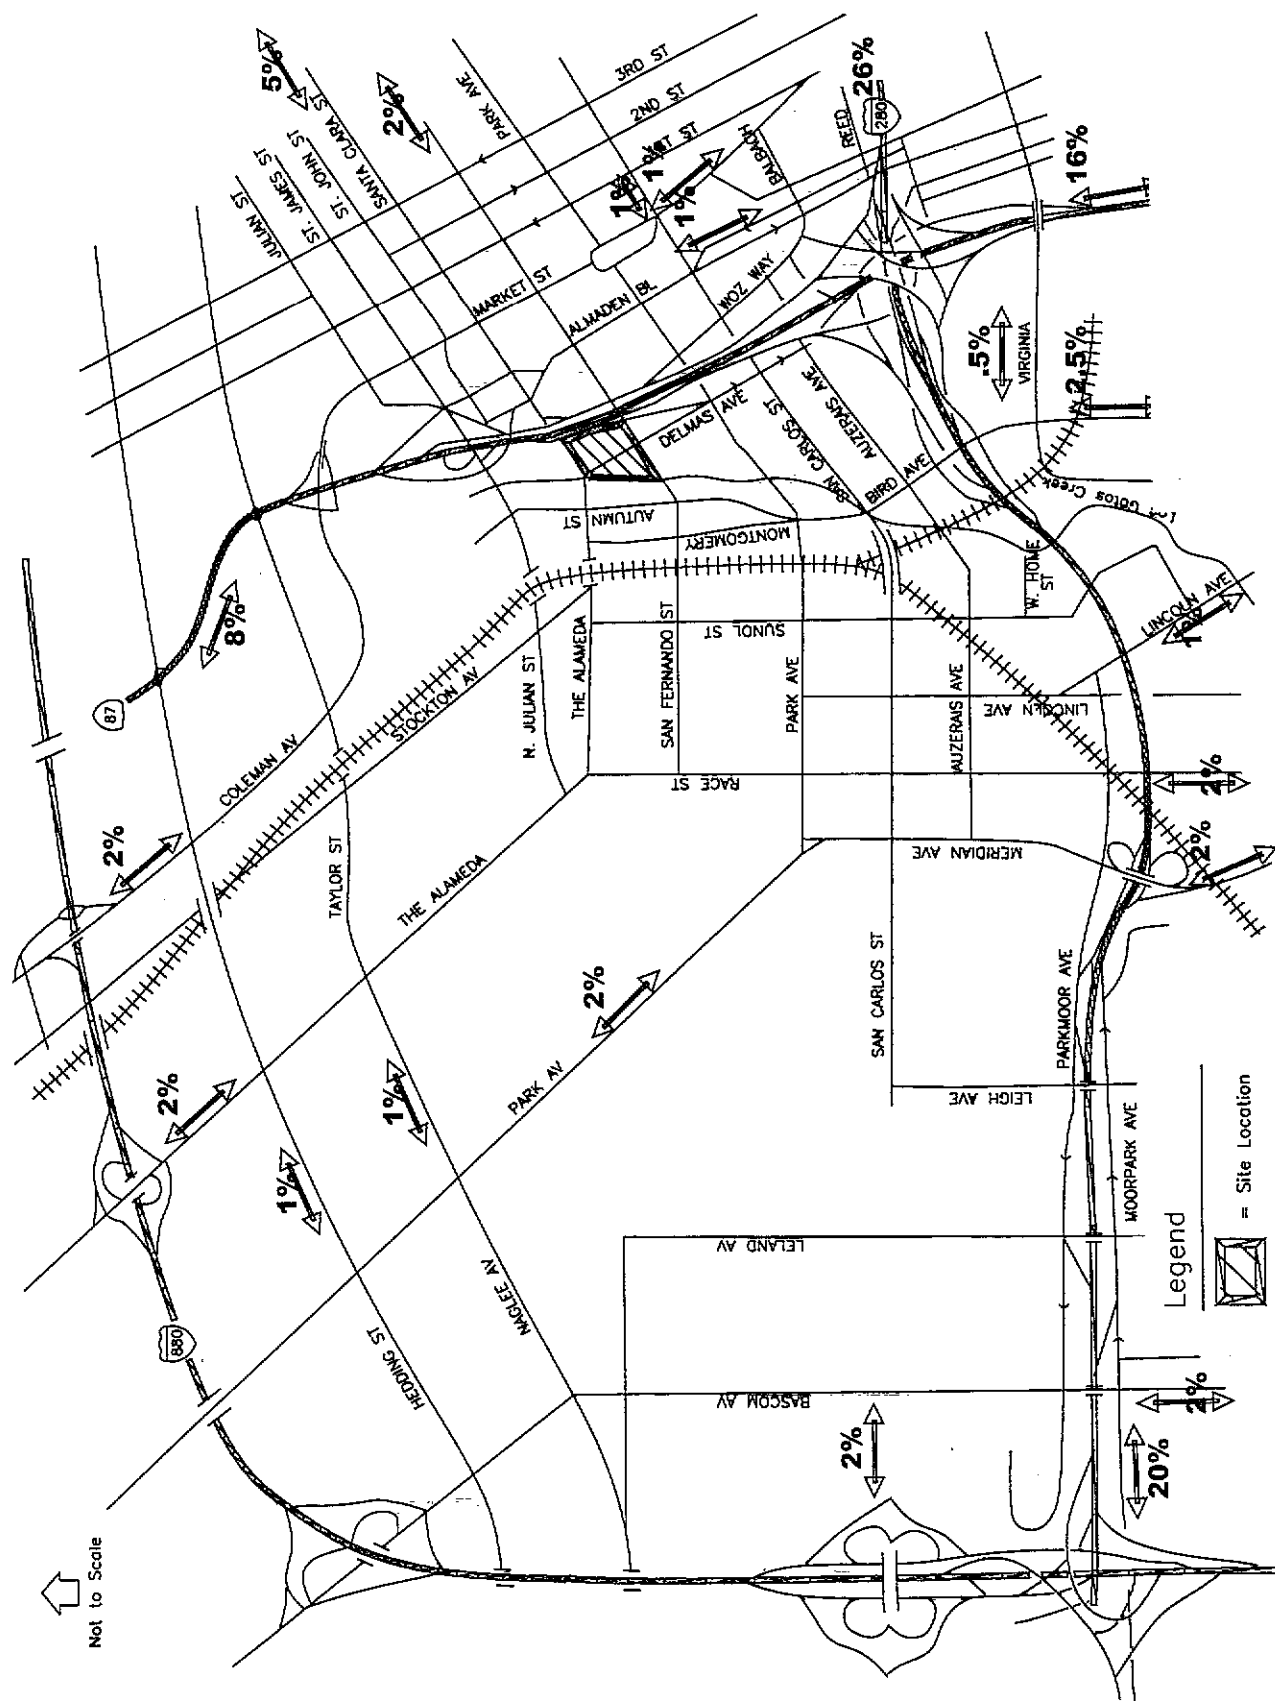 Not to Scale
880
87
280
5%
2%
26%
1%
1%
16%
.5%
2.5%
8%
2%
2%
2%
1%
1%
2%
2%
2%
20%
2%
JULIAN ST
ST. JAMES ST
ST. JOHN ST
SANTA CLARA ST
PARK AVE
3RD ST
2ND ST
1ST ST
BALBACH
REED
MARKET ST
ALMADEN BL
WOZ WAY
VIRGINIA
DELMAS AVE
AUZERAIS AVE
BIRD AVE
AUTUMN ST
MONTGOMERY
Los Gatos Creek
W. HOME
ST
LINCOLN AVE
STOCKTON AV
COLEMAN AV
N. JULIAN ST
THE ALAMEDA
SAN FERNANDO ST
SUNOL ST
PARK AVE
AUZERAIS AVE
LINCOLN AVE
RACE ST
MERIDIAN AVE
TAYLOR ST
THE ALAMEDA
PARK AV
SAN CARLOS ST
PARKMOOR AVE
LEIGH AVE
MOORPARK AVE
LELAND AV
NAGLEE AV
HEDDING ST
BASCOM AV
Legend
= Site Location